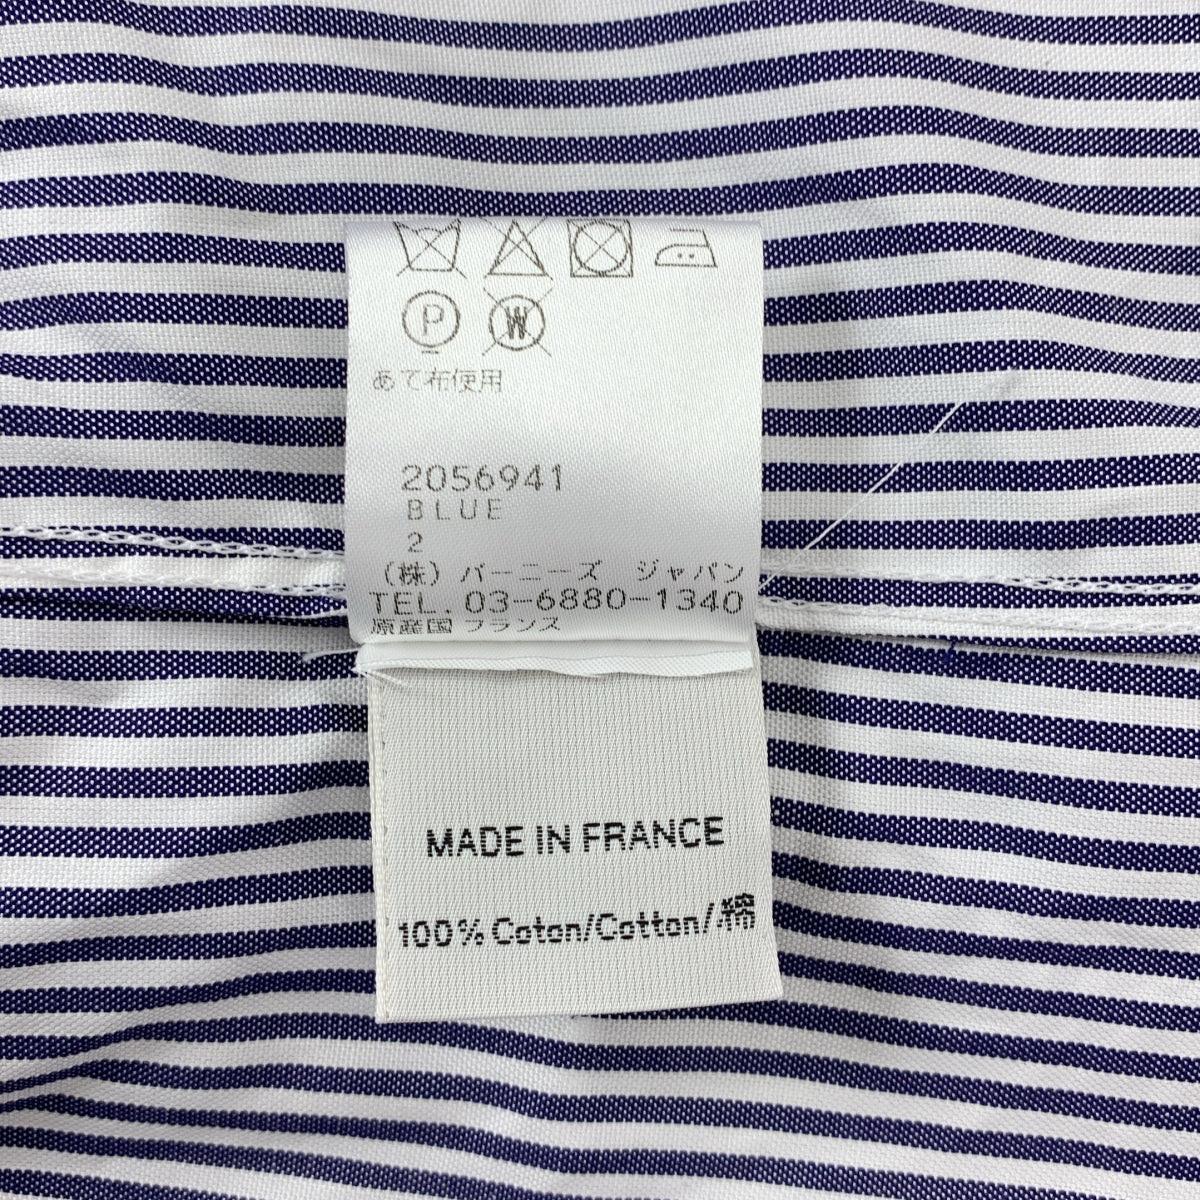 P W
あて布使用
2056941
BLUE
2
(株) バーニーズ ジャパン
TEL. 03-6880-1340
原産国 フランス
MADE IN FRANCE
100% Coton/Cotton/綿